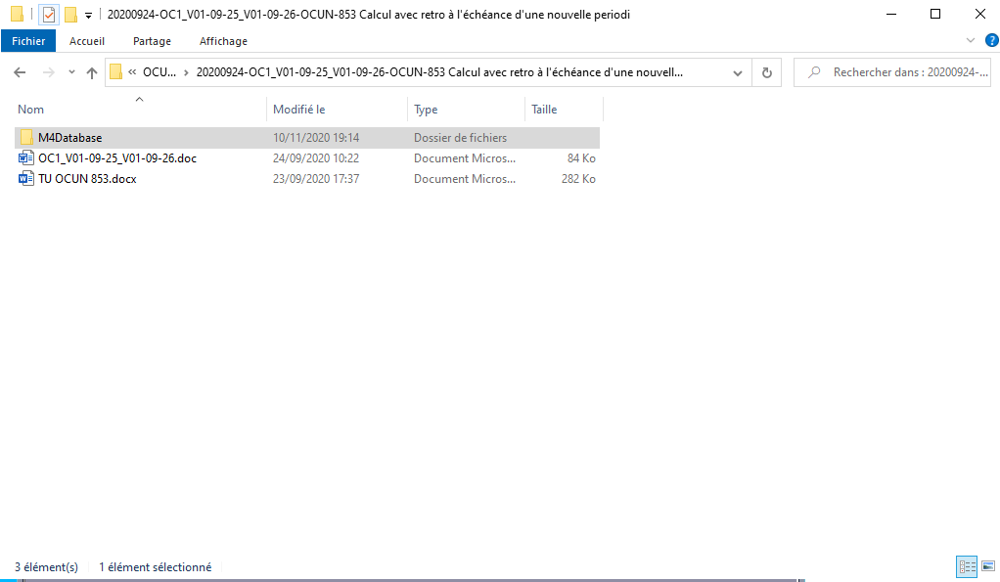 20200924-OC1_V01-09-25_V01-09-26-OCUN-853 Calcul avec retro à l'échéance d'une nouvelle periodi
Fichier Accueil Partage Affichage ?
« OCU... › 20200924-OC1_V01-09-25_V01-09-26-OCUN-853 Calcul avec retro à l'échéance d'une nouvell... Rechercher dans : 20200924-...
Nom Modifié le Type Taille
M4Database 10/11/2020 19:14 Dossier de fichiers
OC1_V01-09-25_V01-09-26.doc 24/09/2020 10:22 Document Micros... 84 Ko
TU OCUN 853.docx 23/09/2020 17:37 Document Micros... 282 Ko
3 élément(s) 1 élément sélectionné